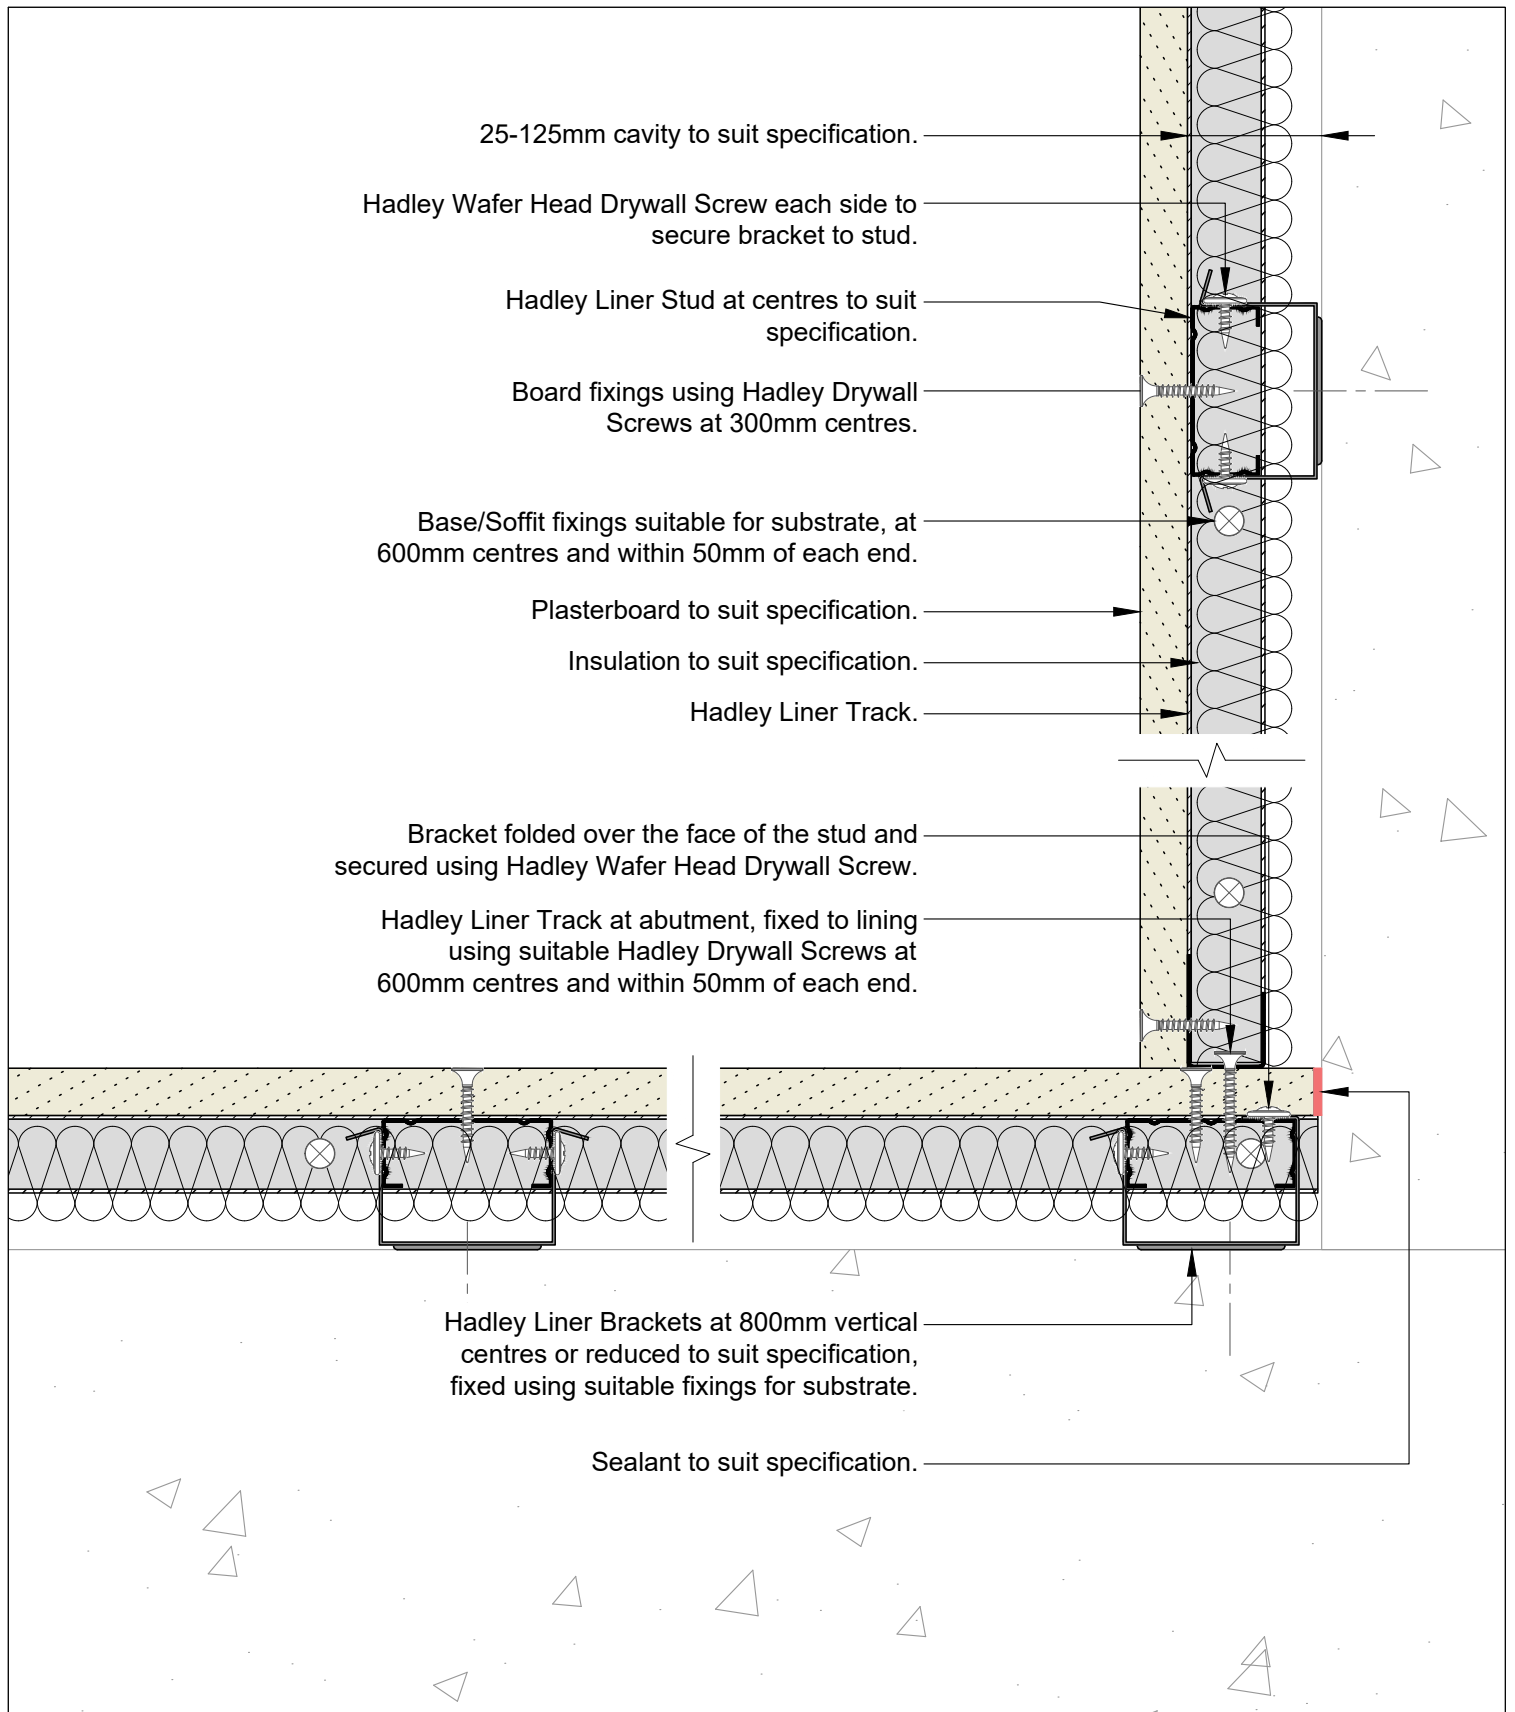 25-125mm cavity to suit specification.
Hadley Wafer Head Drywall Screw each side to
secure bracket to stud.
Hadley Liner Stud at centres to suit
specification.
Board fixings using Hadley Drywall
Screws at 300mm centres.
Base/Soffit fixings suitable for substrate, at
600mm centres and within 50mm of each end.
Plasterboard to suit specification.
Insulation to suit specification.
Hadley Liner Track.
Bracket folded over the face of the stud and
secured using Hadley Wafer Head Drywall Screw.
Hadley Liner Track at abutment, fixed to lining
using suitable Hadley Drywall Screws at
600mm centres and within 50mm of each end.
Hadley Liner Brackets at 800mm vertical
centres or reduced to suit specification,
fixed using suitable fixings for substrate.
Sealant to suit specification.